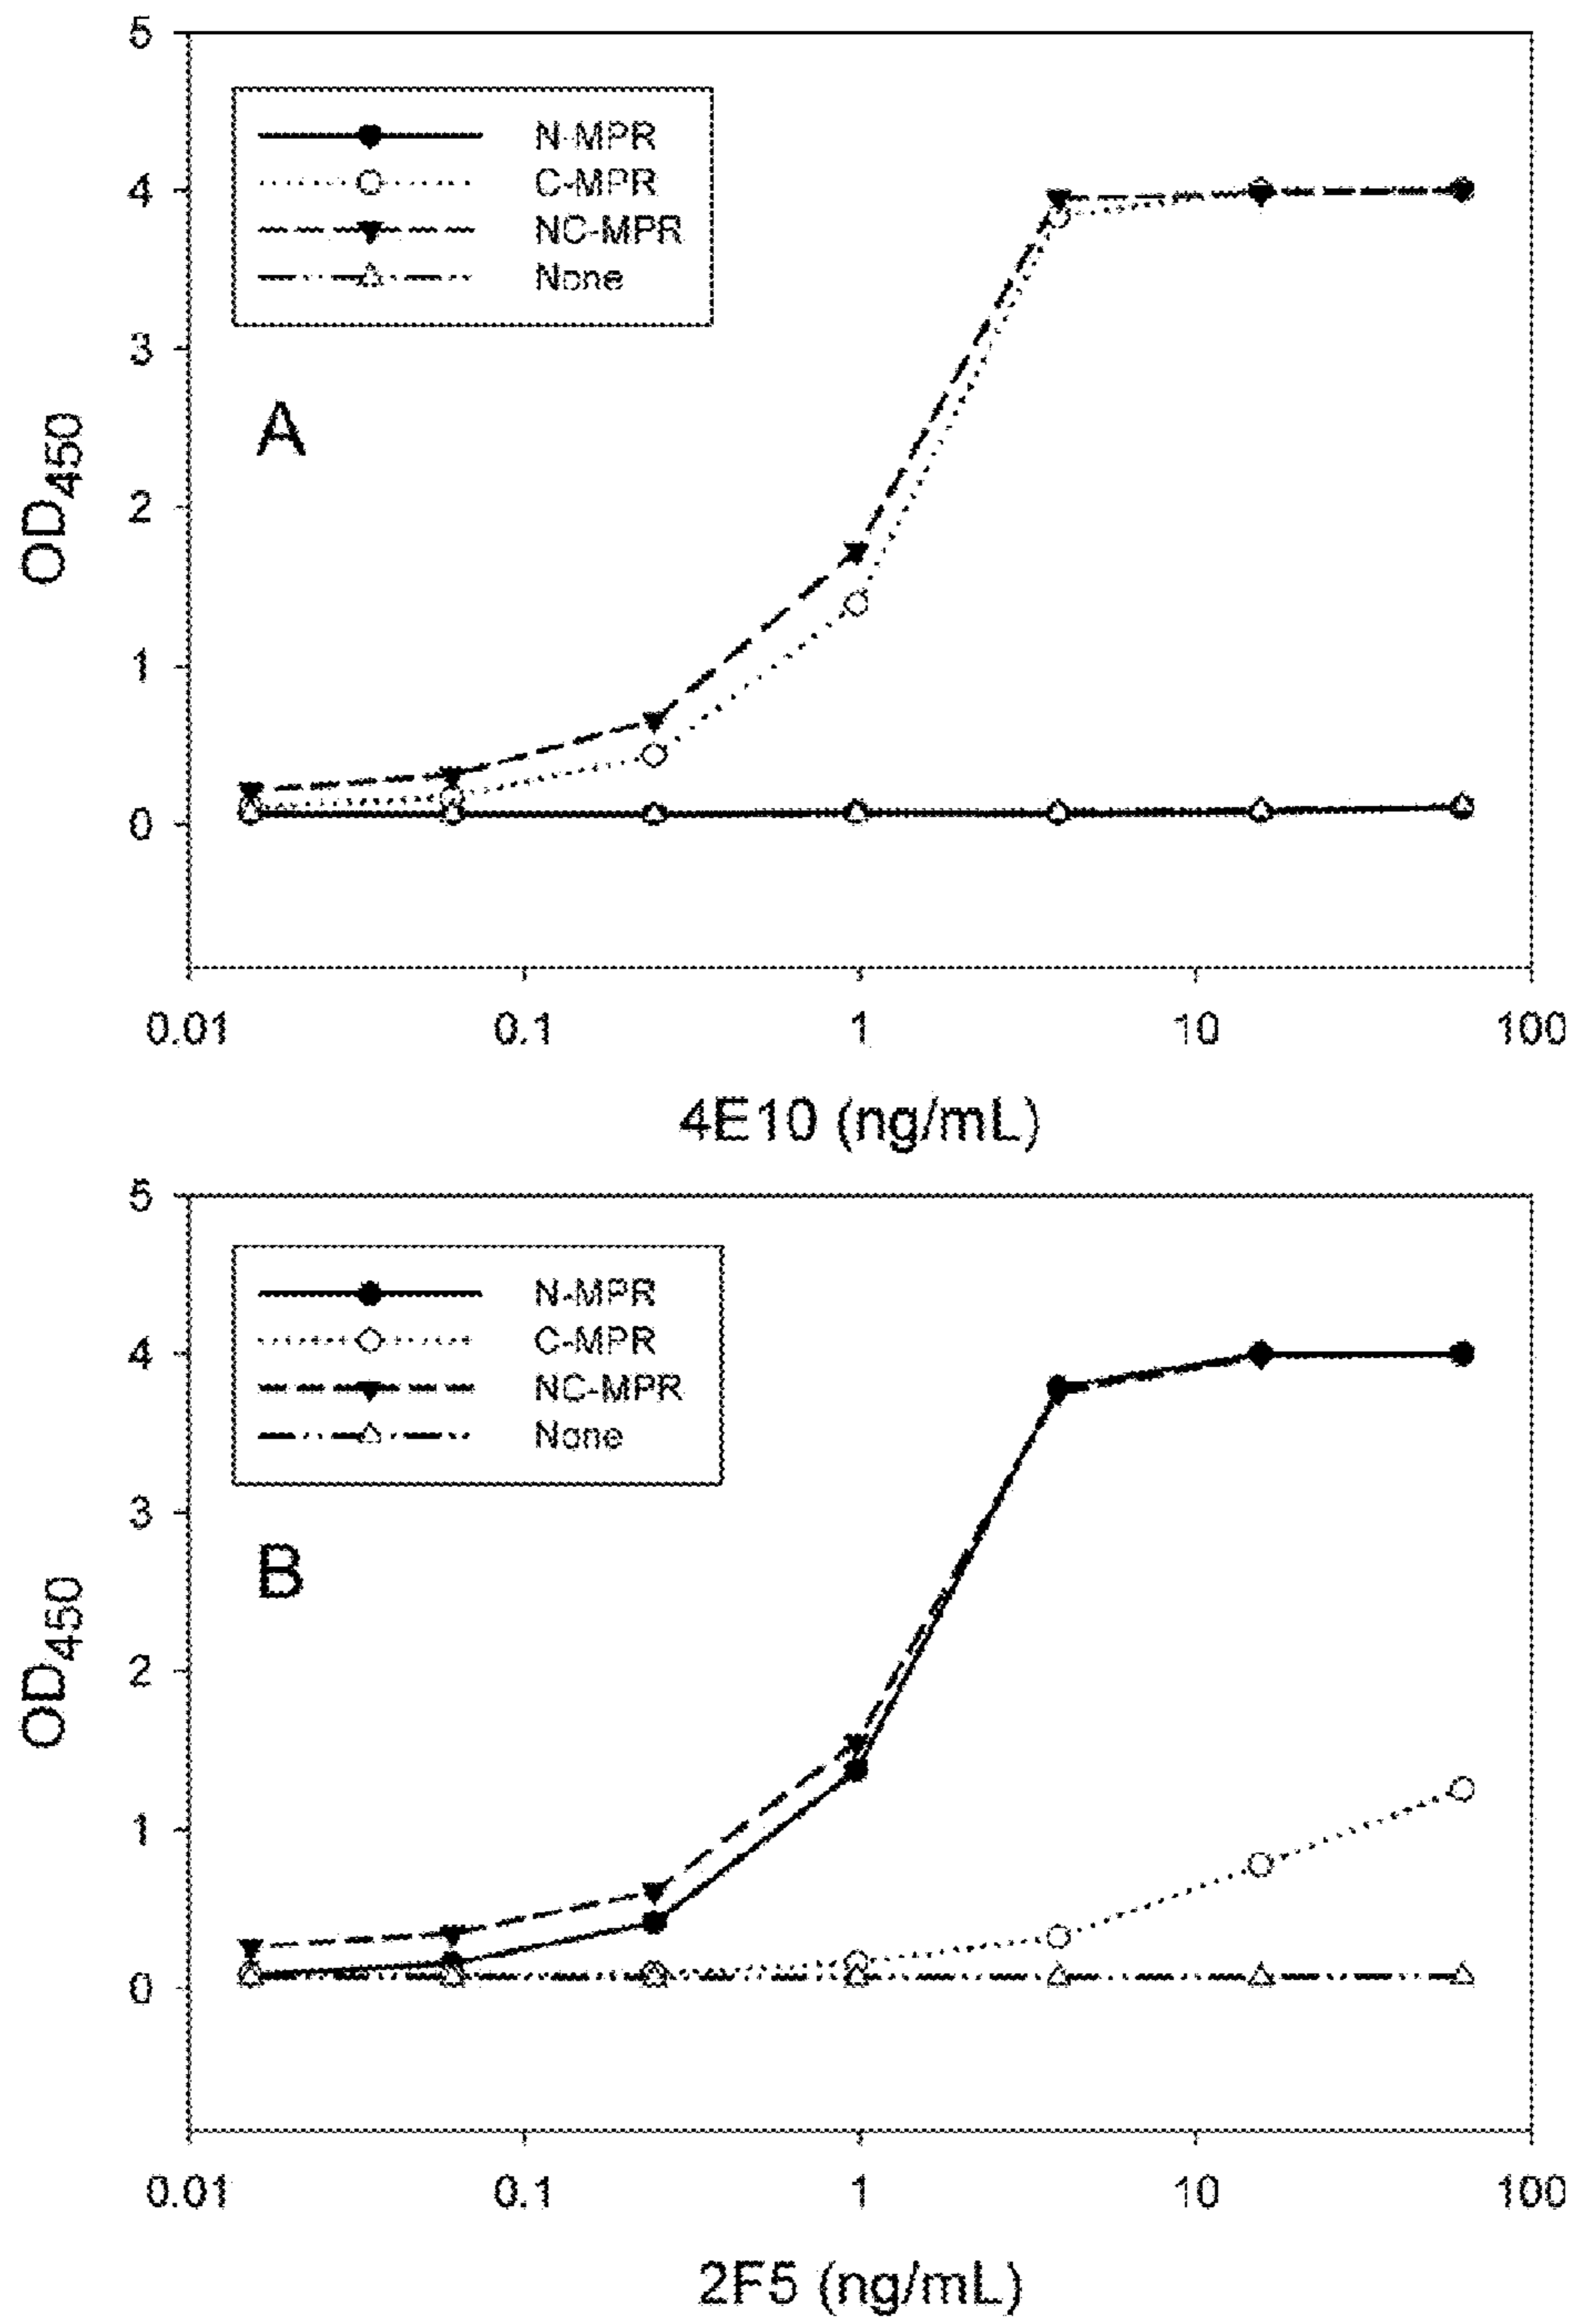 5
N-MPR
C-MPR
NC-MPR
None
4
3
A
2
1
0
OD450
0.01 0.1 1 10 100
4E10 (ng/mL)
5
N-MPR
C-MPR
NC-MPR
None
4
3
B
2
1
0
OD450
0.01 0.1 1 10 100
2F5 (ng/mL)